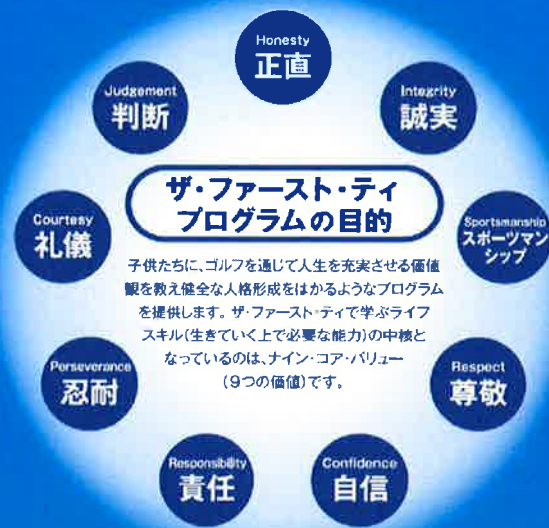 Honesty
正直
Integrity
誠実
Sportsmanship
スポーツマン
シップ
Respect
尊敬
Confidence
自信
Responsibility
責任
Perseverance
忍耐
Courtesy
礼儀
Judgement
判断
ザ・ファースト・ティ
プログラムの目的
子供たちに、ゴルフを通じて人生を充実させる価値
観を教え健全な人格形成をはかるようなプログラム
を提供します。ザ・ファースト・ティで学ぶライフ
スキル(生きていく上で必要な能力)の中核と
なっているのは、ナイン・コア・バリュー
(9つの価値)です。